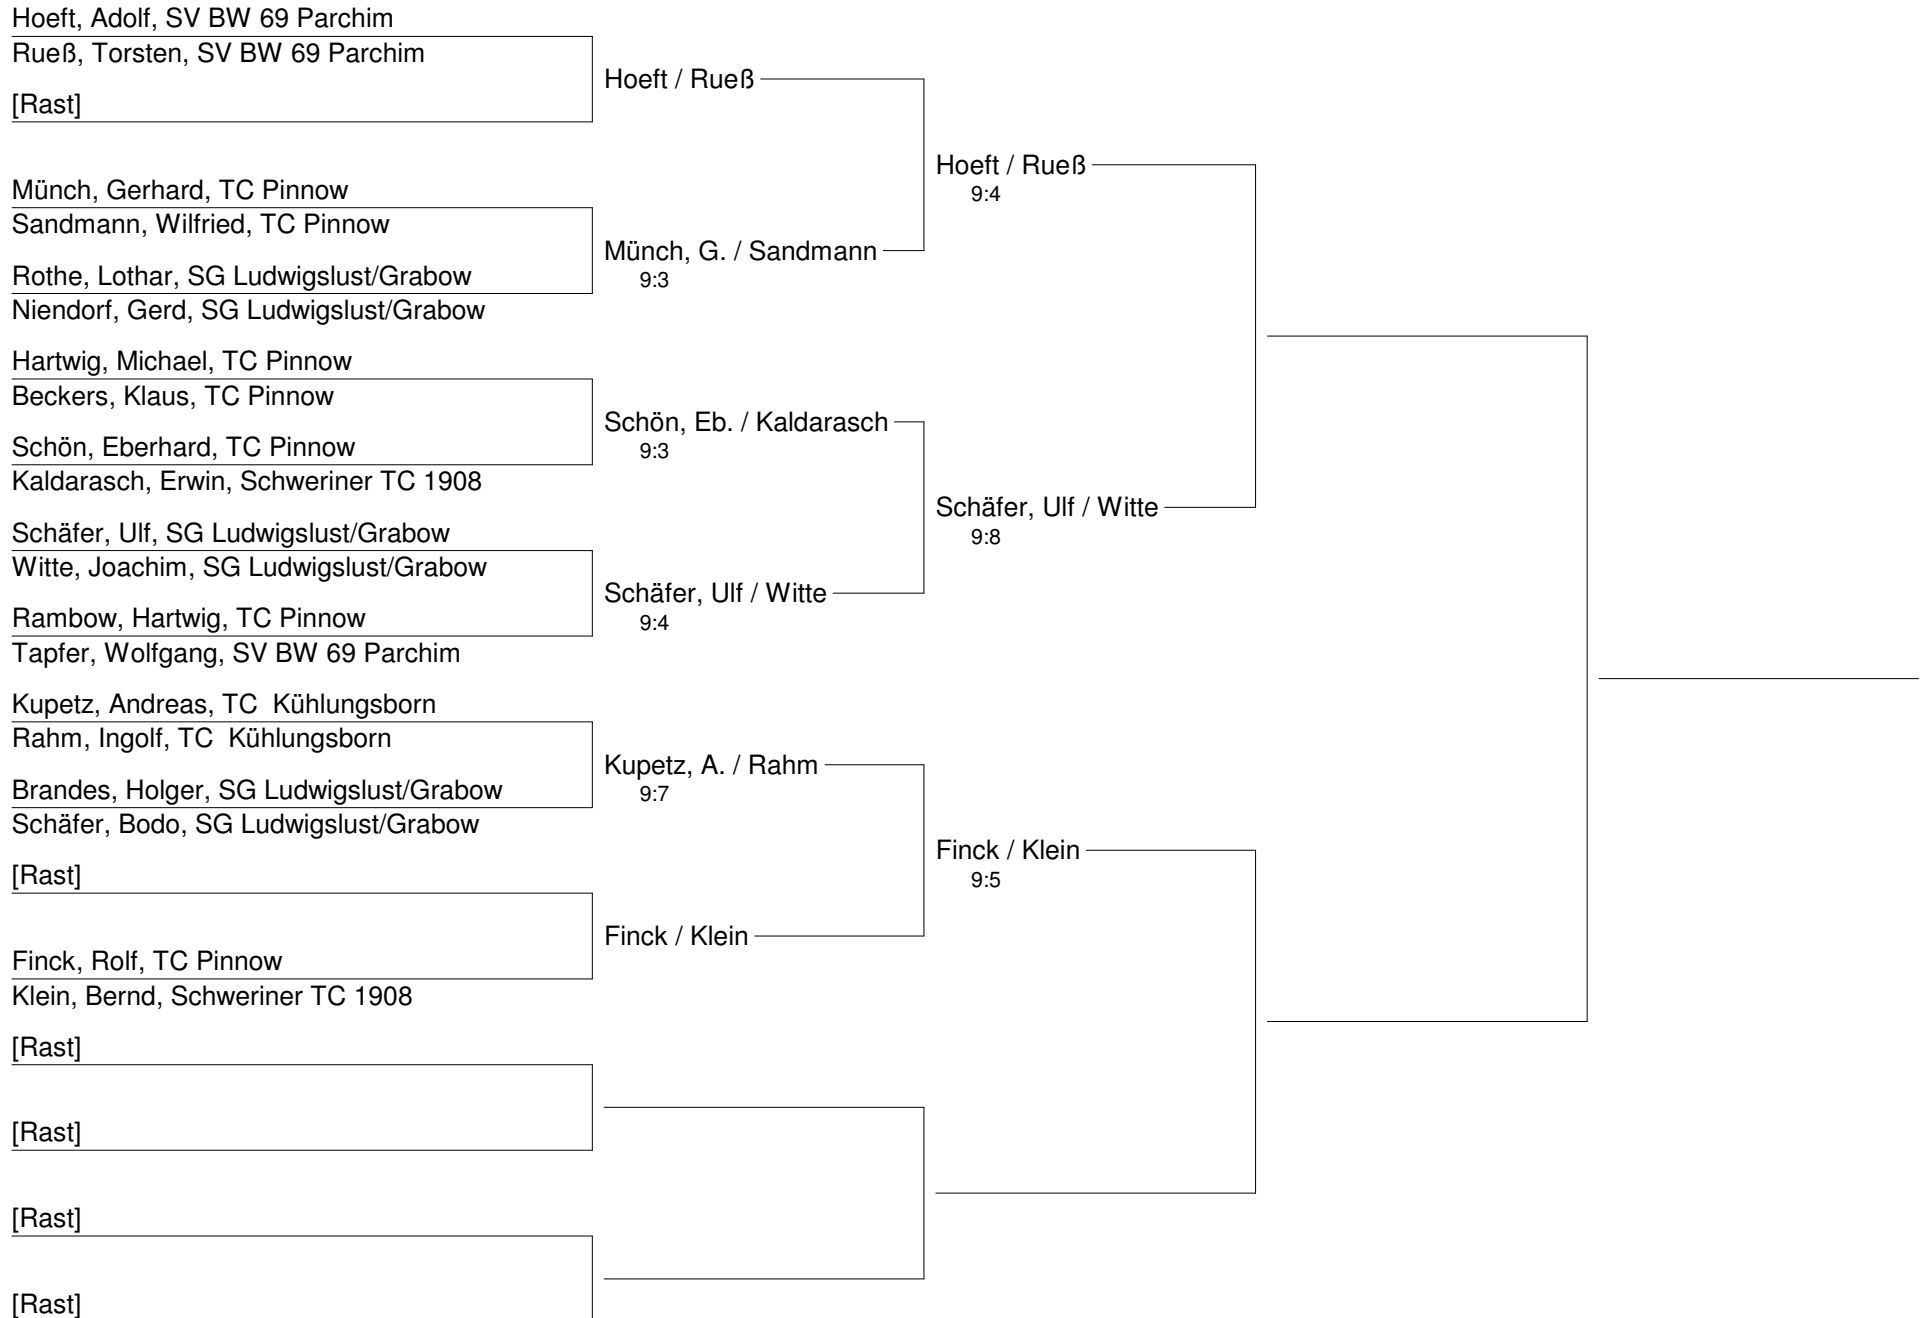 Hoeft, Adolf, SV BW 69 Parchim
Rueß, Torsten, SV BW 69 Parchim
[Rast]
Münch, Gerhard, TC Pinnow
Sandmann, Wilfried, TC Pinnow
Rothe, Lothar, SG Ludwigslust/Grabow
Niendorf, Gerd, SG Ludwigslust/Grabow
Hartwig, Michael, TC Pinnow
Beckers, Klaus, TC Pinnow
Schön, Eberhard, TC Pinnow
Kaldarasch, Erwin, Schweriner TC 1908
Schäfer, Ulf, SG Ludwigslust/Grabow
Witte, Joachim, SG Ludwigslust/Grabow
Rambow, Hartwig, TC Pinnow
Tapfer, Wolfgang, SV BW 69 Parchim
Kupetz, Andreas, TC  Kühlungsborn
Rahm, Ingolf, TC  Kühlungsborn
Brandes, Holger, SG Ludwigslust/Grabow
Schäfer, Bodo, SG Ludwigslust/Grabow
[Rast]
Finck, Rolf, TC Pinnow
Klein, Bernd, Schweriner TC 1908
[Rast]
[Rast]
[Rast]
[Rast]
Hoeft / Rueß
Münch, G. / Sandmann
9:3
Schön, Eb. / Kaldarasch
9:3
Schäfer, Ulf / Witte
9:4
Kupetz, A. / Rahm
9:7
Finck / Klein
Hoeft / Rueß
9:4
Schäfer, Ulf / Witte
9:8
Finck / Klein
9:5